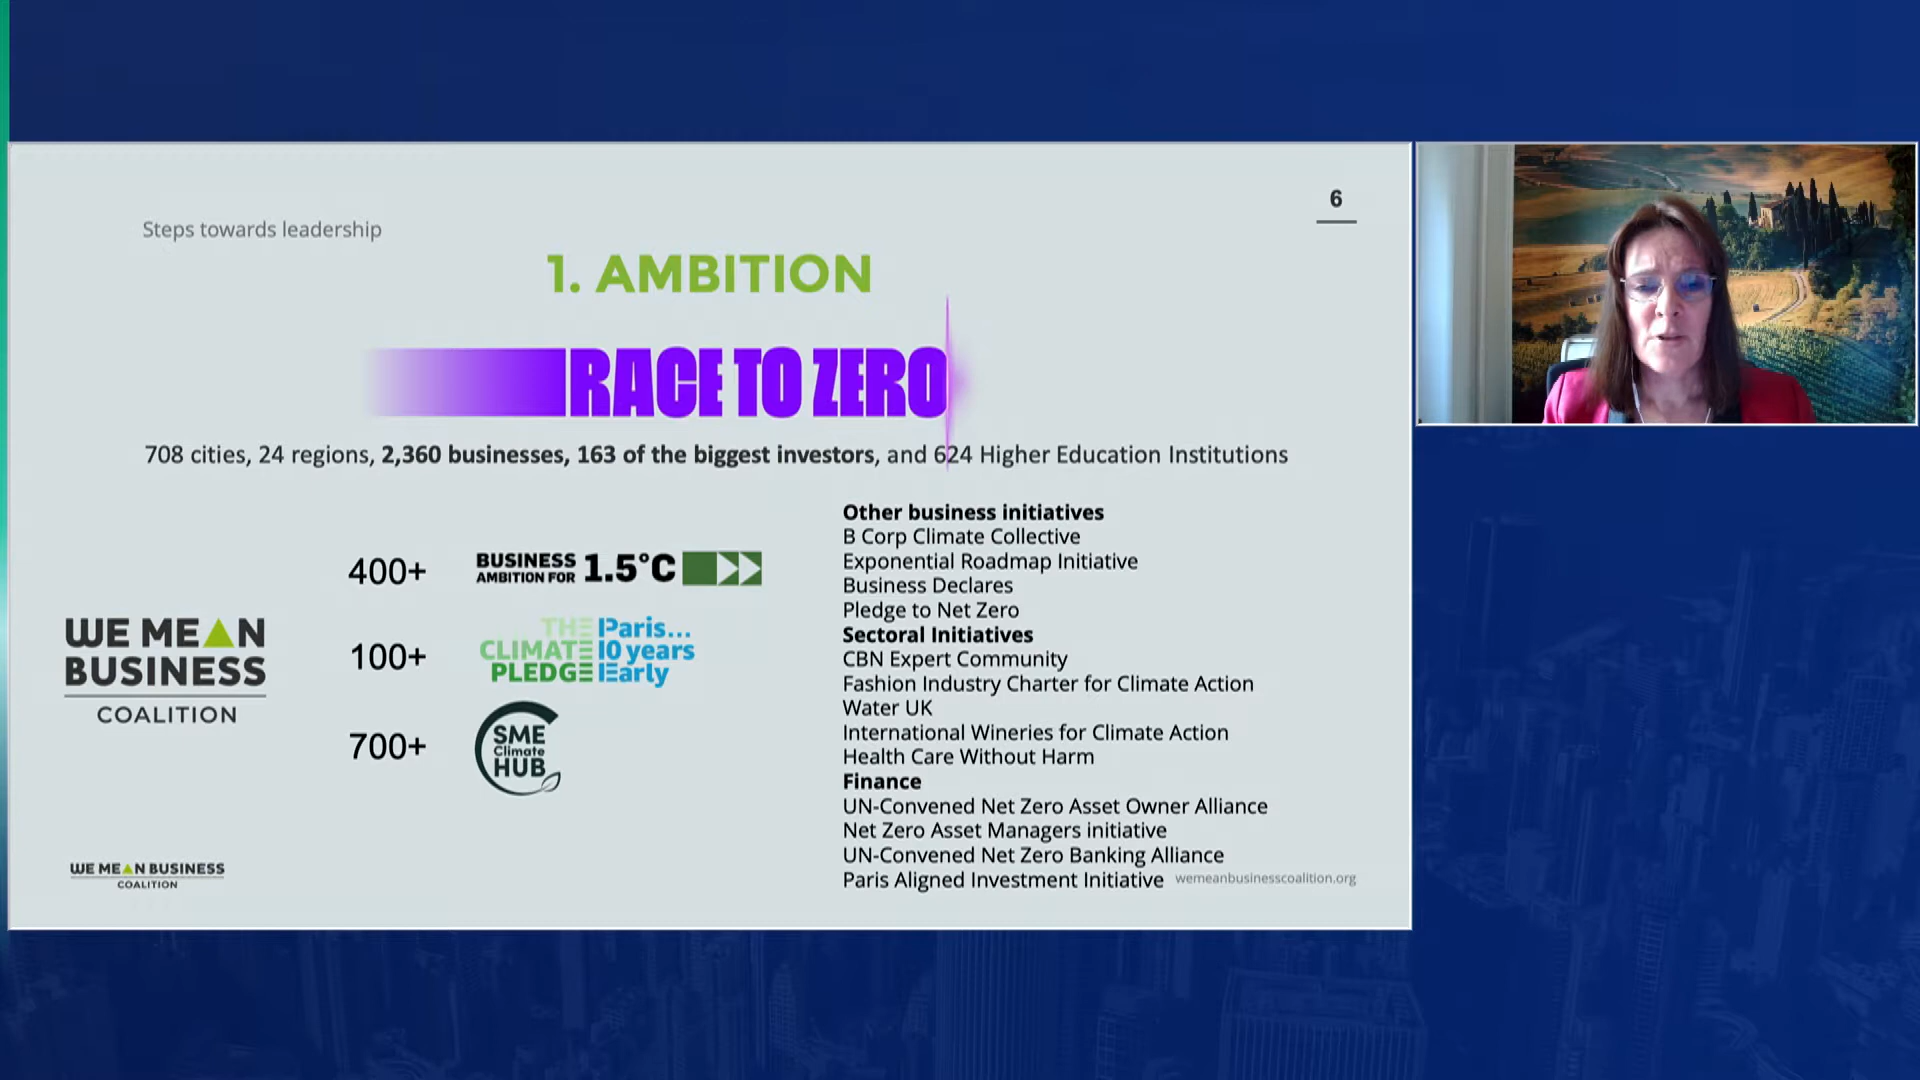 6
Steps towards leadership
1. AMBITION
RACE TO ZERO
708 cities, 24 regions, 2,360 businesses, 163 of the biggest investors, and 624 Higher Education Institutions
WE MEAN
BUSINESS
COALITION
400+
BUSINESS
AMBITION FOR 1.5°C
100+
THE
CLIMATE
PLEDGE
Paris...
10 years
Early
700+
SME
Climate
HUB
Other business initiatives
B Corp Climate Collective
Exponential Roadmap Initiative
Business Declares
Pledge to Net Zero
Sectoral Initiatives
CBN Expert Community
Fashion Industry Charter for Climate Action
Water UK
International Wineries for Climate Action
Health Care Without Harm
Finance
UN-Convened Net Zero Asset Owner Alliance
Net Zero Asset Managers initiative
UN-Convened Net Zero Banking Alliance
Paris Aligned Investment Initiative
WE MEAN BUSINESS
COALITION
wemeanbusinesscoalition.org